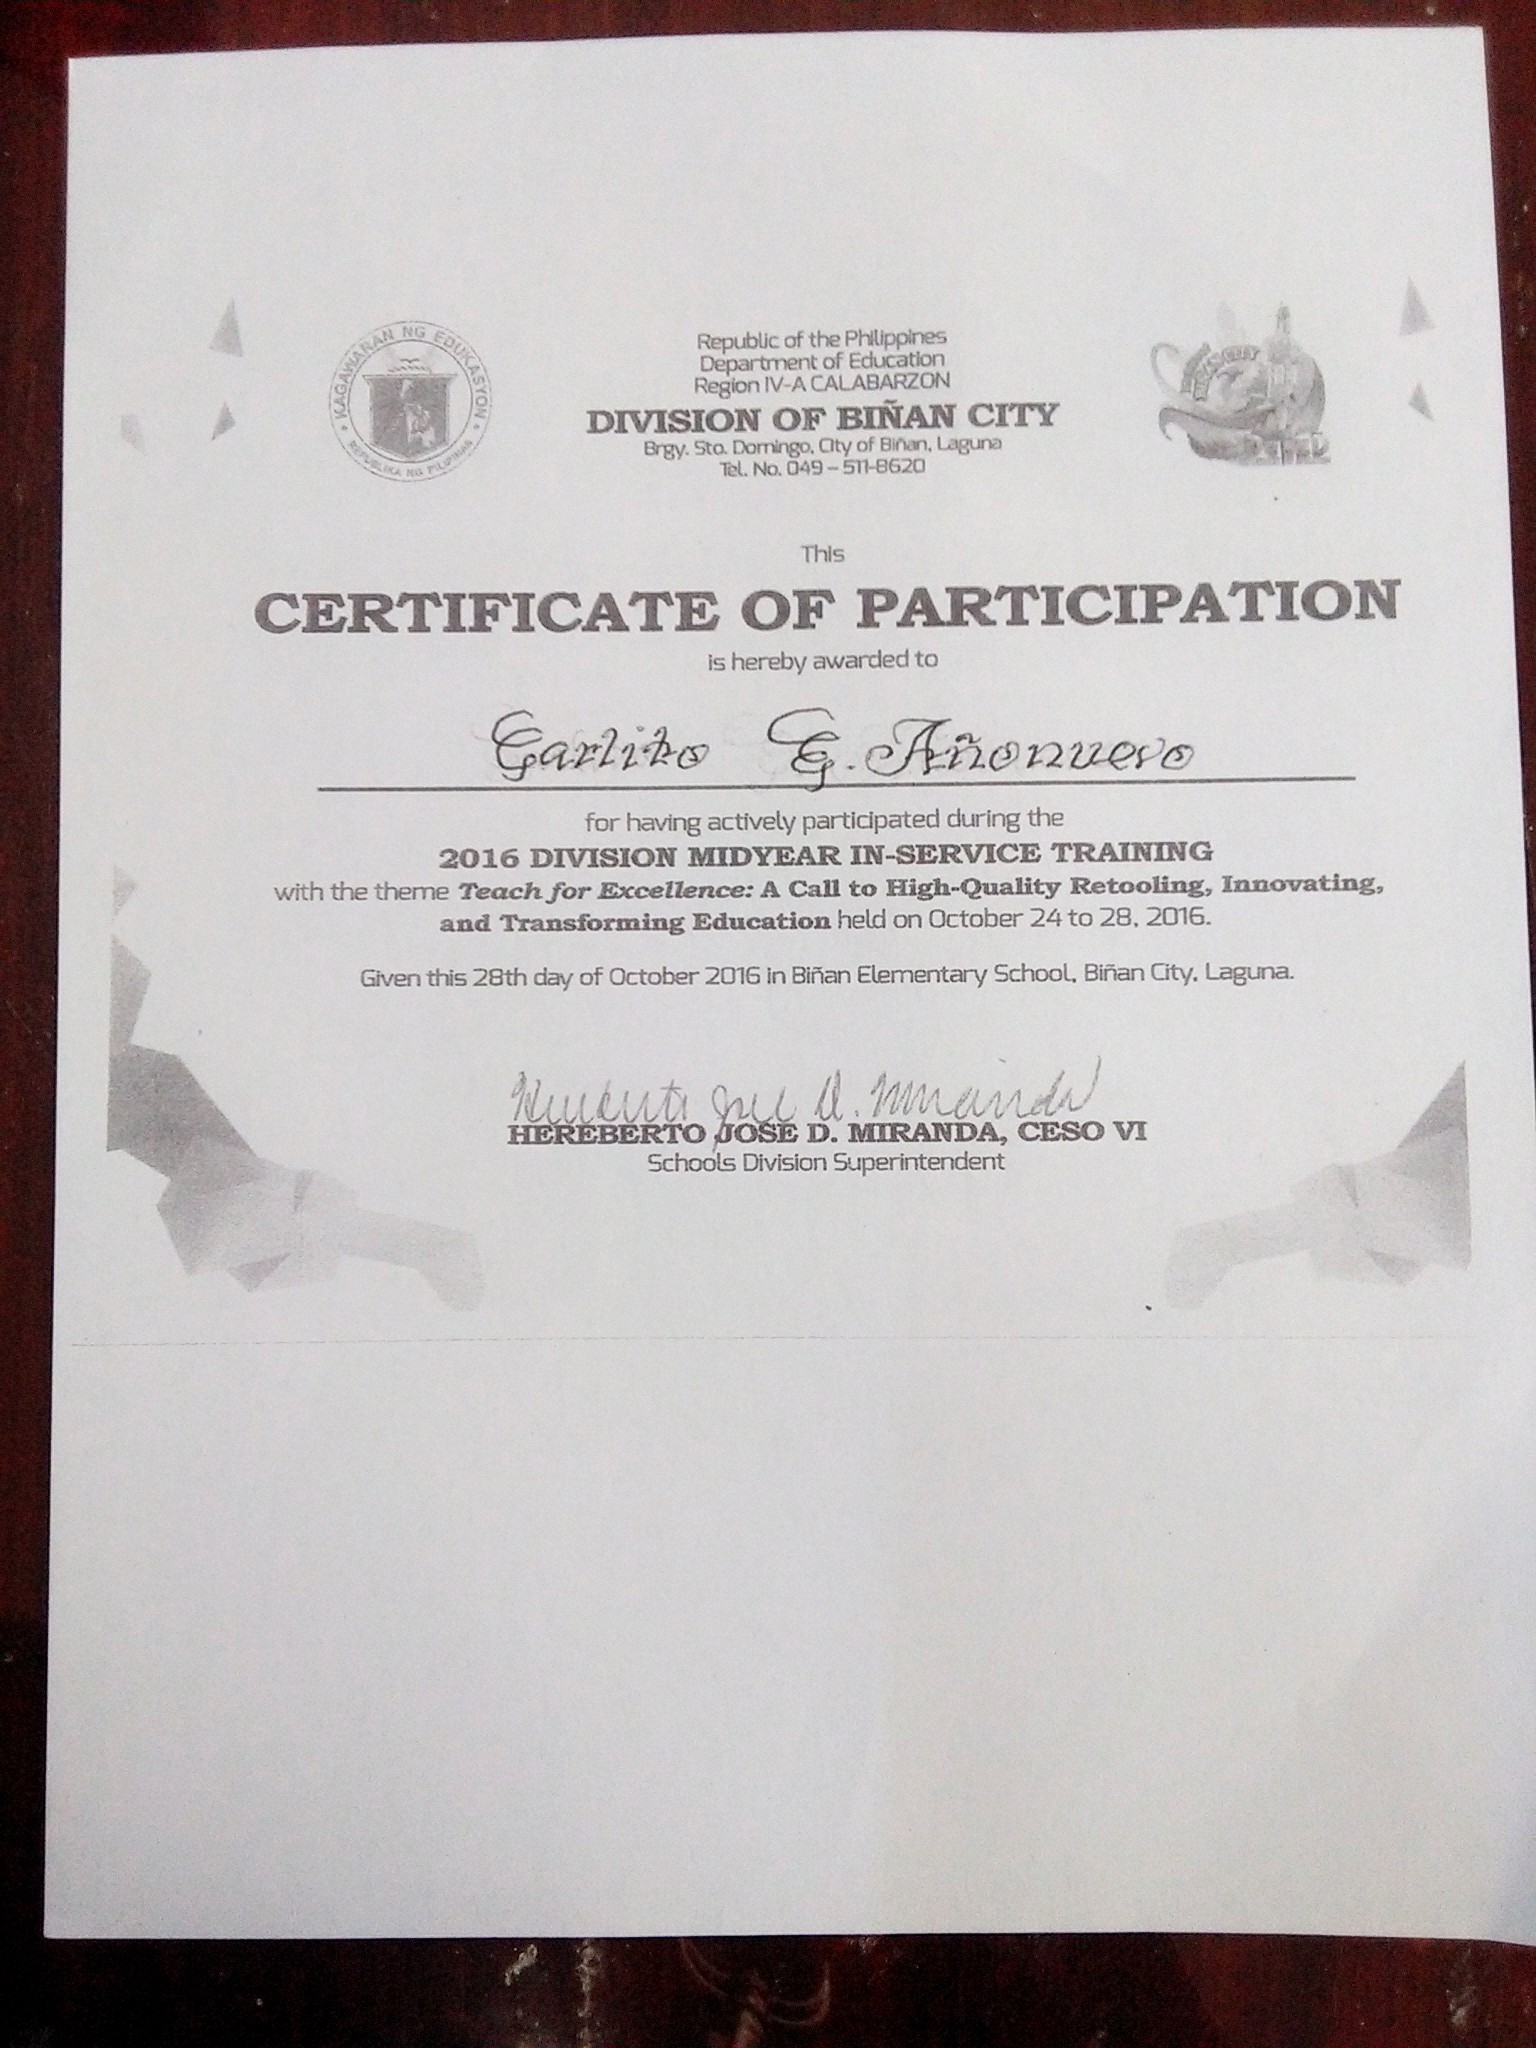 KAGAWARAN NG EDUKASYON
REPUBLIKA NG PILIPINAS
Republic of the Philippines
Department of Education
Region IV-A CALABARZON
DIVISION OF BIÑAN CITY
Brgy. Sto. Domingo, City of Biñan, Laguna
Tel. No. 049 – 511-8620
This
CERTIFICATE OF PARTICIPATION
is hereby awarded to
Carlito G. Añonuevo
for having actively participated during the
2016 DIVISION MIDYEAR IN-SERVICE TRAINING
with the theme Teach for Excellence: A Call to High-Quality Retooling, Innovating,
and Transforming Education held on October 24 to 28, 2016.
Given this 28th day of October 2016 in Biñan Elementary School, Biñan City, Laguna.
Hereberto Jose D. Miranda
HEREBERTO JOSE D. MIRANDA, CESO VI
Schools Division Superintendent